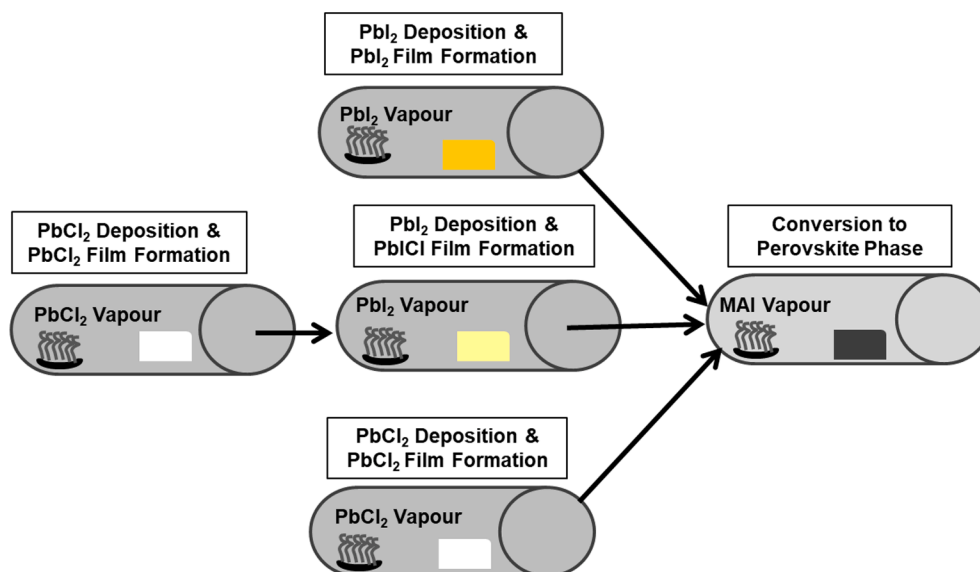 PbI₂ Deposition &
PbI₂ Film Formation
PbI₂ Vapour
PbCl₂ Deposition &
PbCl₂ Film Formation
PbCl₂ Vapour
PbI₂ Deposition &
PbICl Film Formation
PbI₂ Vapour
Conversion to
Perovskite Phase
MAI Vapour
PbCl₂ Deposition &
PbCl₂ Film Formation
PbCl₂ Vapour